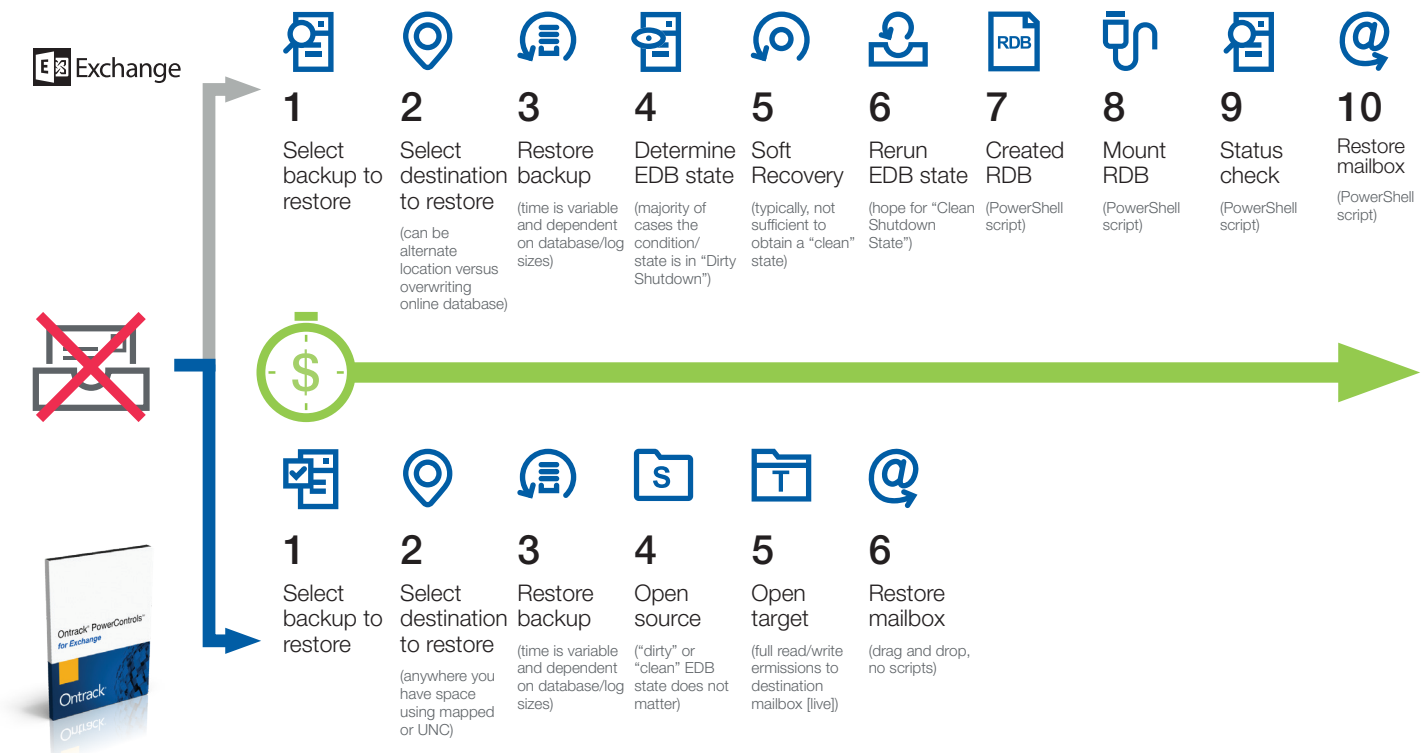 E Exchange
RDB
1
Select
backup to
restore
2
Select
destination
to restore
(can be
alternate
location versus
overwriting
online database)
3
Restore
backup
(time is variable
and dependent
on database/log
sizes)
4
Determine
EDB state
(majority of
cases the
condition/
state is in “Dirty
Shutdown”)
5
Soft
Recovery
(typically, not
sufficient to
obtain a “clean”
state)
6
Rerun
EDB state
(hope for “Clean
Shutdown
State”)
7
Created
RDB
(PowerShell
script)
8
Mount
RDB
(PowerShell
script)
9
Status
check
(PowerShell
script)
10
Restore
mailbox
(PowerShell
script)
$
S
T
1
Select
backup to
restore
2
Select
destination
to restore
(anywhere you
have space
using mapped
or UNC)
3
Restore
backup
(time is variable
and dependent
on database/log
sizes)
4
Open
source
(“dirty” or
“clean” EDB
state does not
matter)
5
Open
target
(full read/write
ermissions to
destination
mailbox [live])
6
Restore
mailbox
(drag and drop,
no scripts)
Ontrack® PowerControls™
for Exchange
Ontrack